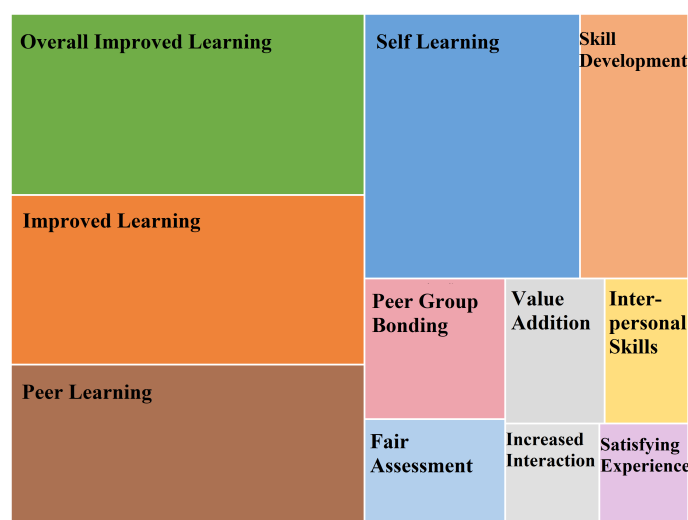 Overall Improved Learning
Self Learning
Skill
Development
Improved Learning
Peer Group
Bonding
Value
Addition
Inter-
personal
Skills
Peer Learning
Fair
Assessment
Increased
Interaction
Satisfying
Experience